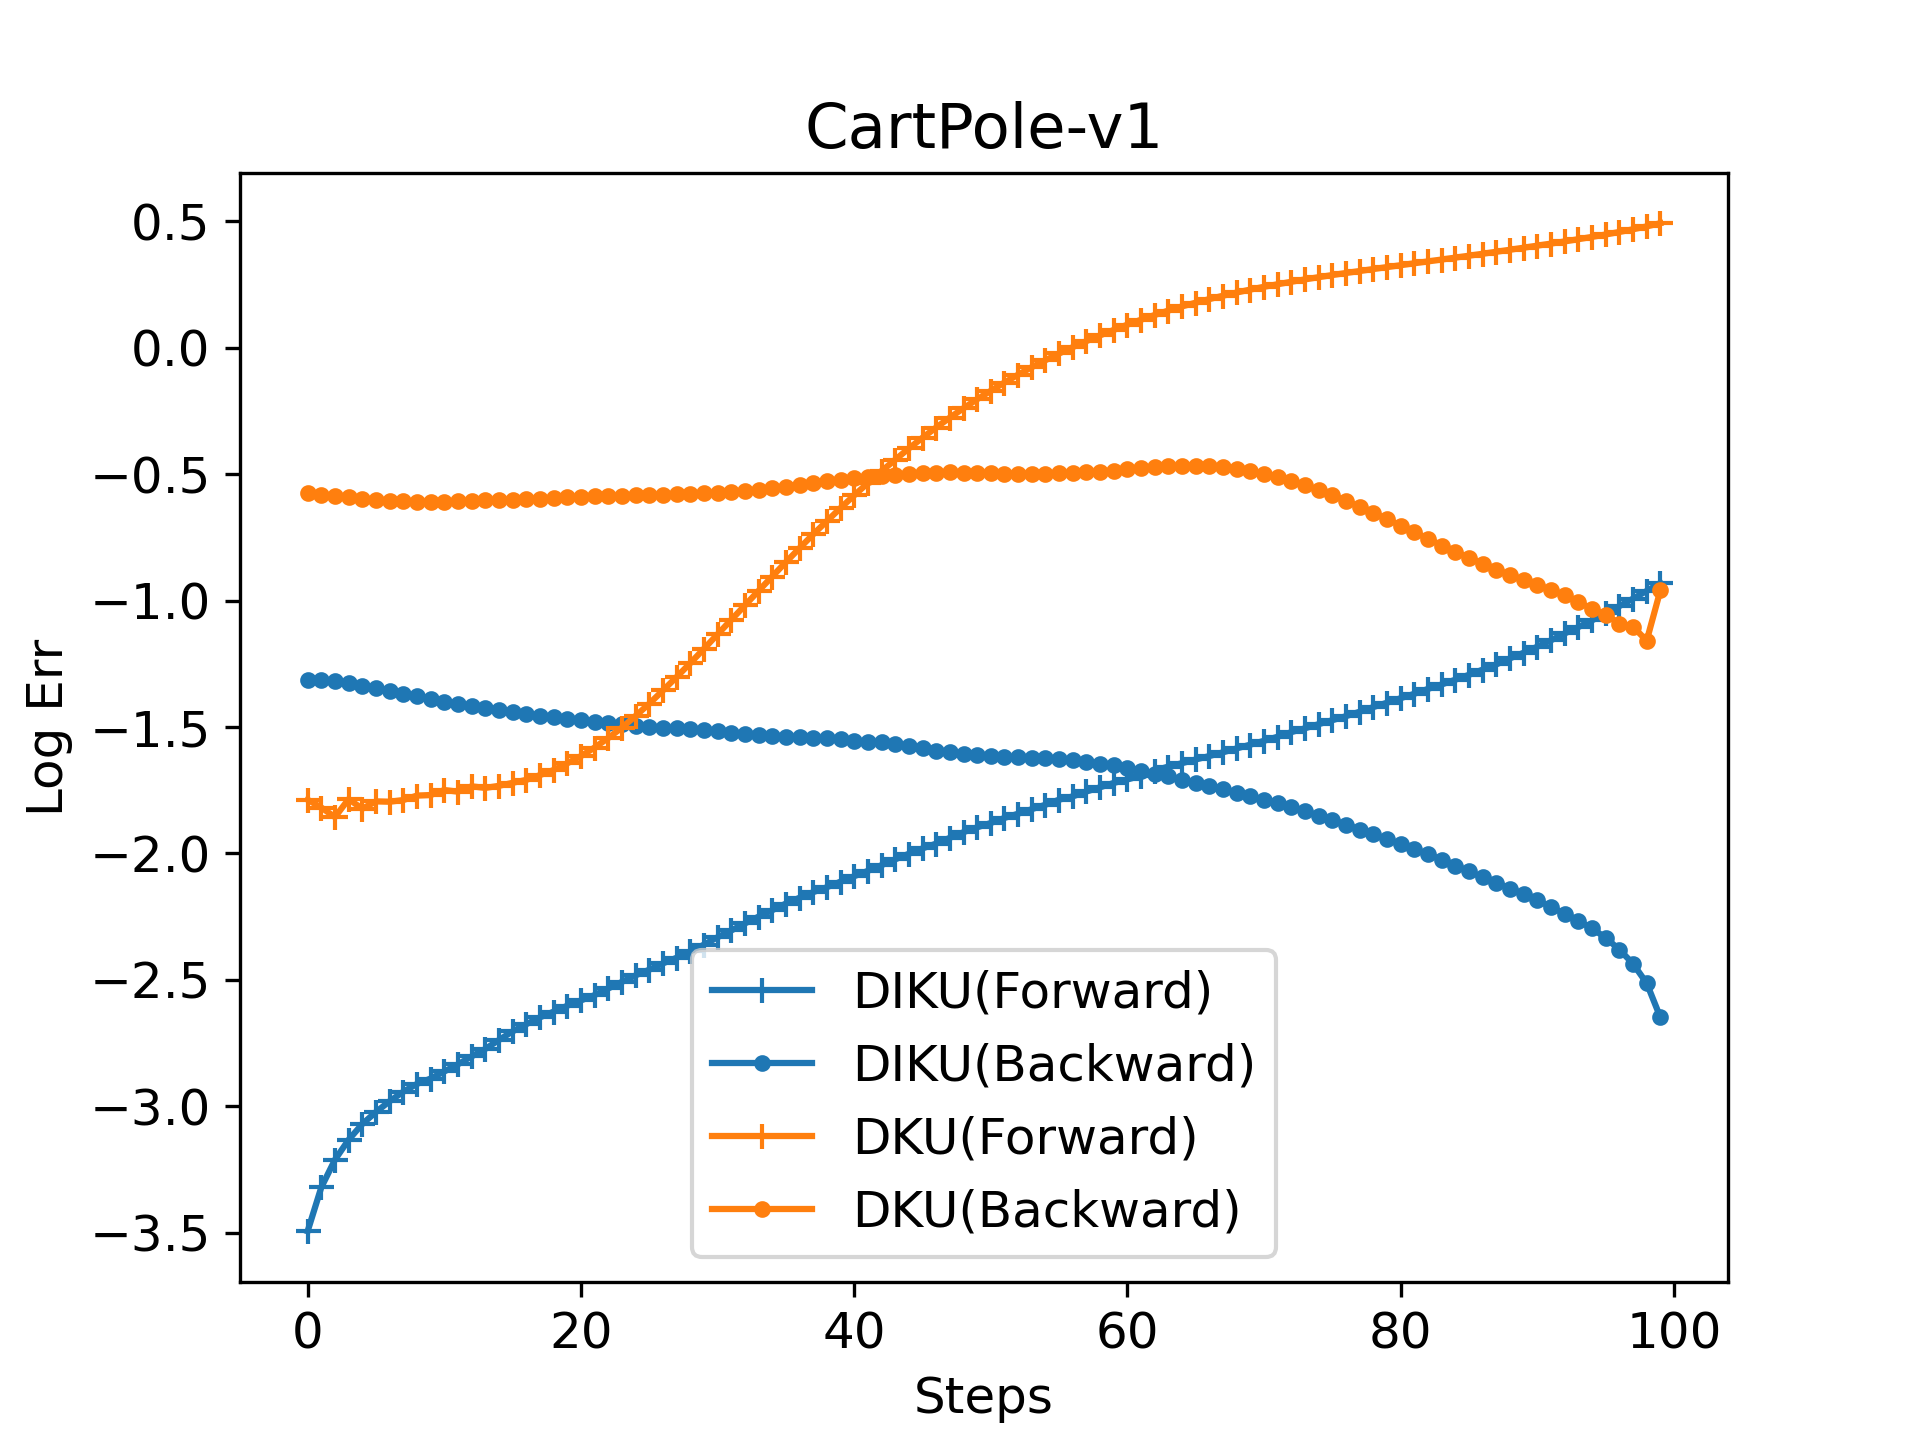 CartPole-v1
Log Err
0.5
0.0
−0.5
−1.0
−1.5
−2.0
−2.5
−3.0
−3.5
DIKU(Forward)
DIKU(Backward)
DKU(Forward)
DKU(Backward)
0 20 40 60 80 100
Steps